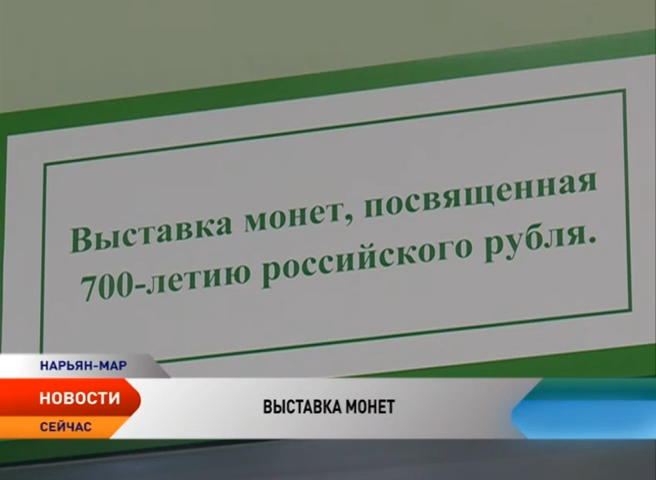 Выставка монет, посвященная
700-летию российского рубля.
НАРЬЯН-МАР
НОВОСТИ
СЕЙЧАС
ВЫСТАВКА МОНЕТ